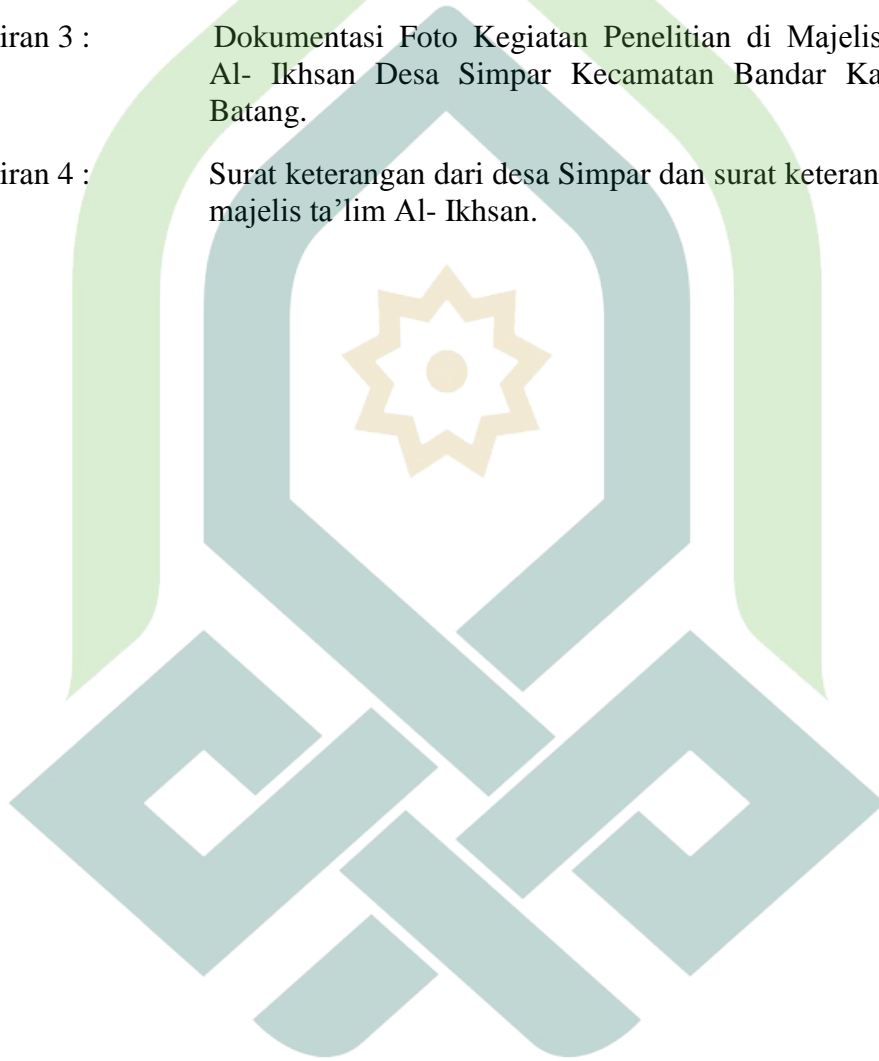 iran 3 : Dokumentasi Foto Kegiatan Penelitian di Majelis
Al- Ikhsan Desa Simpar Kecamatan Bandar Ka
Batang.
iran 4 : Surat keterangan dari desa Simpar dan surat keteran
majelis ta’lim Al- Ikhsan.